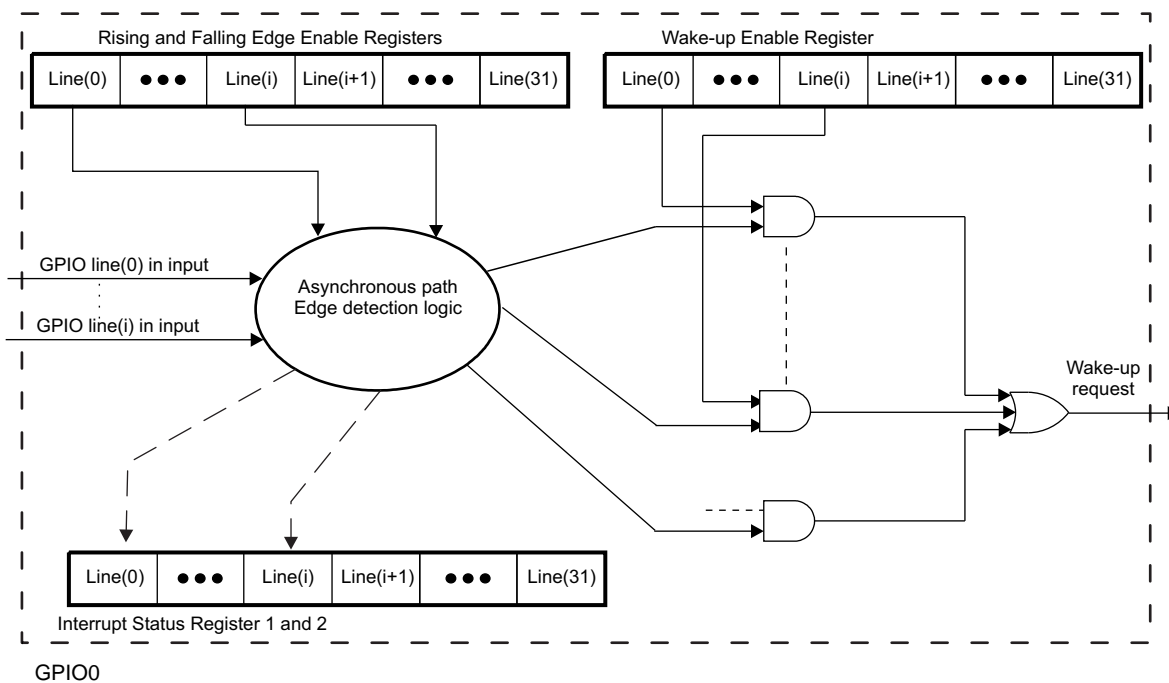 Rising and Falling Edge Enable Registers
Wake-up Enable Register
Line(0) ●●● Line(i) Line(i+1) ●●● Line(31)
Line(0) ●●● Line(i) Line(i+1) ●●● Line(31)
GPIO line(0) in input
GPIO line(i) in input
Asynchronous path
Edge detection logic
Wake-up
request
Line(0) ●●● Line(i) Line(i+1) ●●● Line(31)
Interrupt Status Register 1 and 2
GPIO0